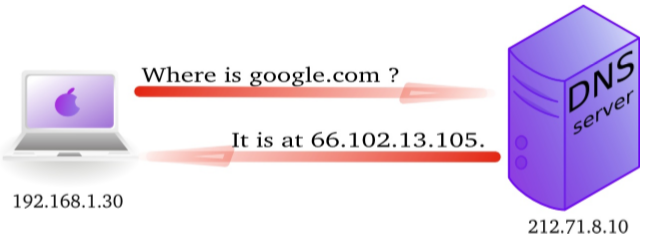 Where is google.com ?
DNS
server
It is at 66.102.13.105.
192.168.1.30
212.71.8.10